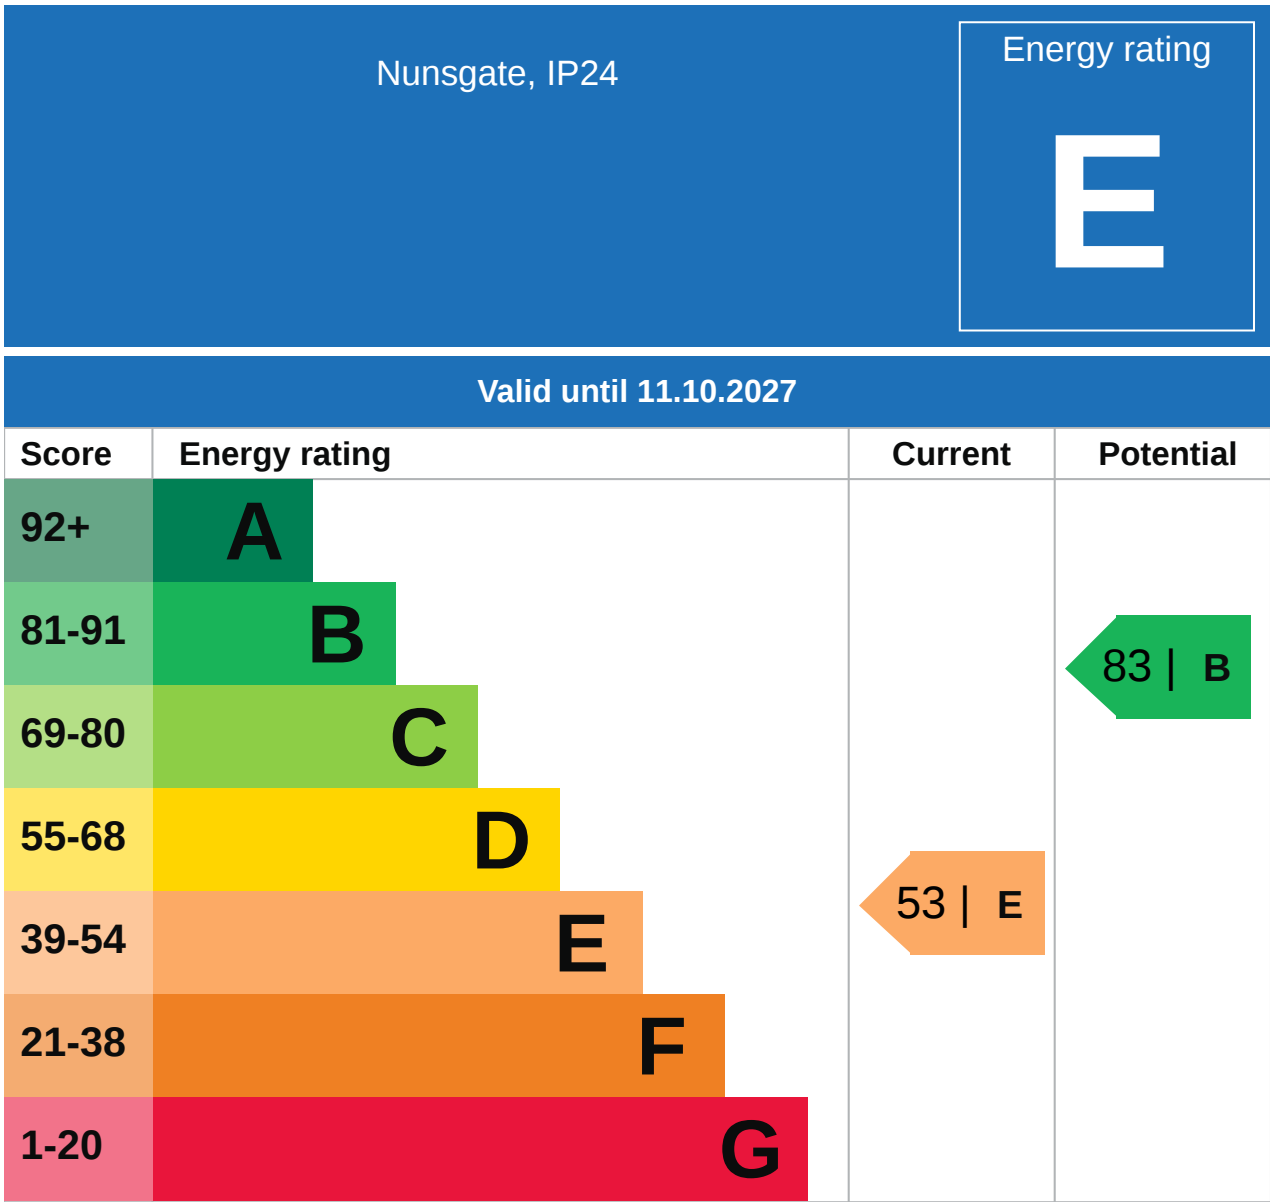 Nunsgate, IP24
Energy rating
E
Valid until 11.10.2027
Score Energy rating Current Potential
92+ A
81-91 B
83 | B
69-80 C
55-68 D
53 | E
39-54 E
21-38 F
1-20 G